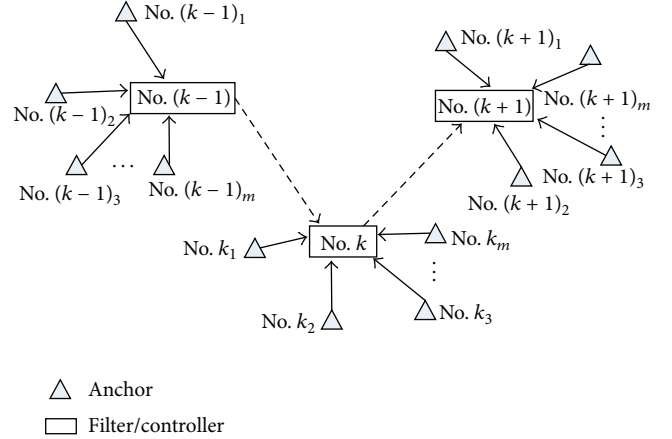 No. (k − 1)₁
No. (k − 1)
No. (k − 1)₂
No. (k − 1)₃
...
No. (k − 1)ₘ
No. (k + 1)₁
No. (k + 1)
No. (k + 1)ₘ
⋮
No. (k + 1)₃
No. (k + 1)₂
No. k₁
No. k
No. kₘ
⋮
No. k₂
No. k₃
Anchor
Filter/controller